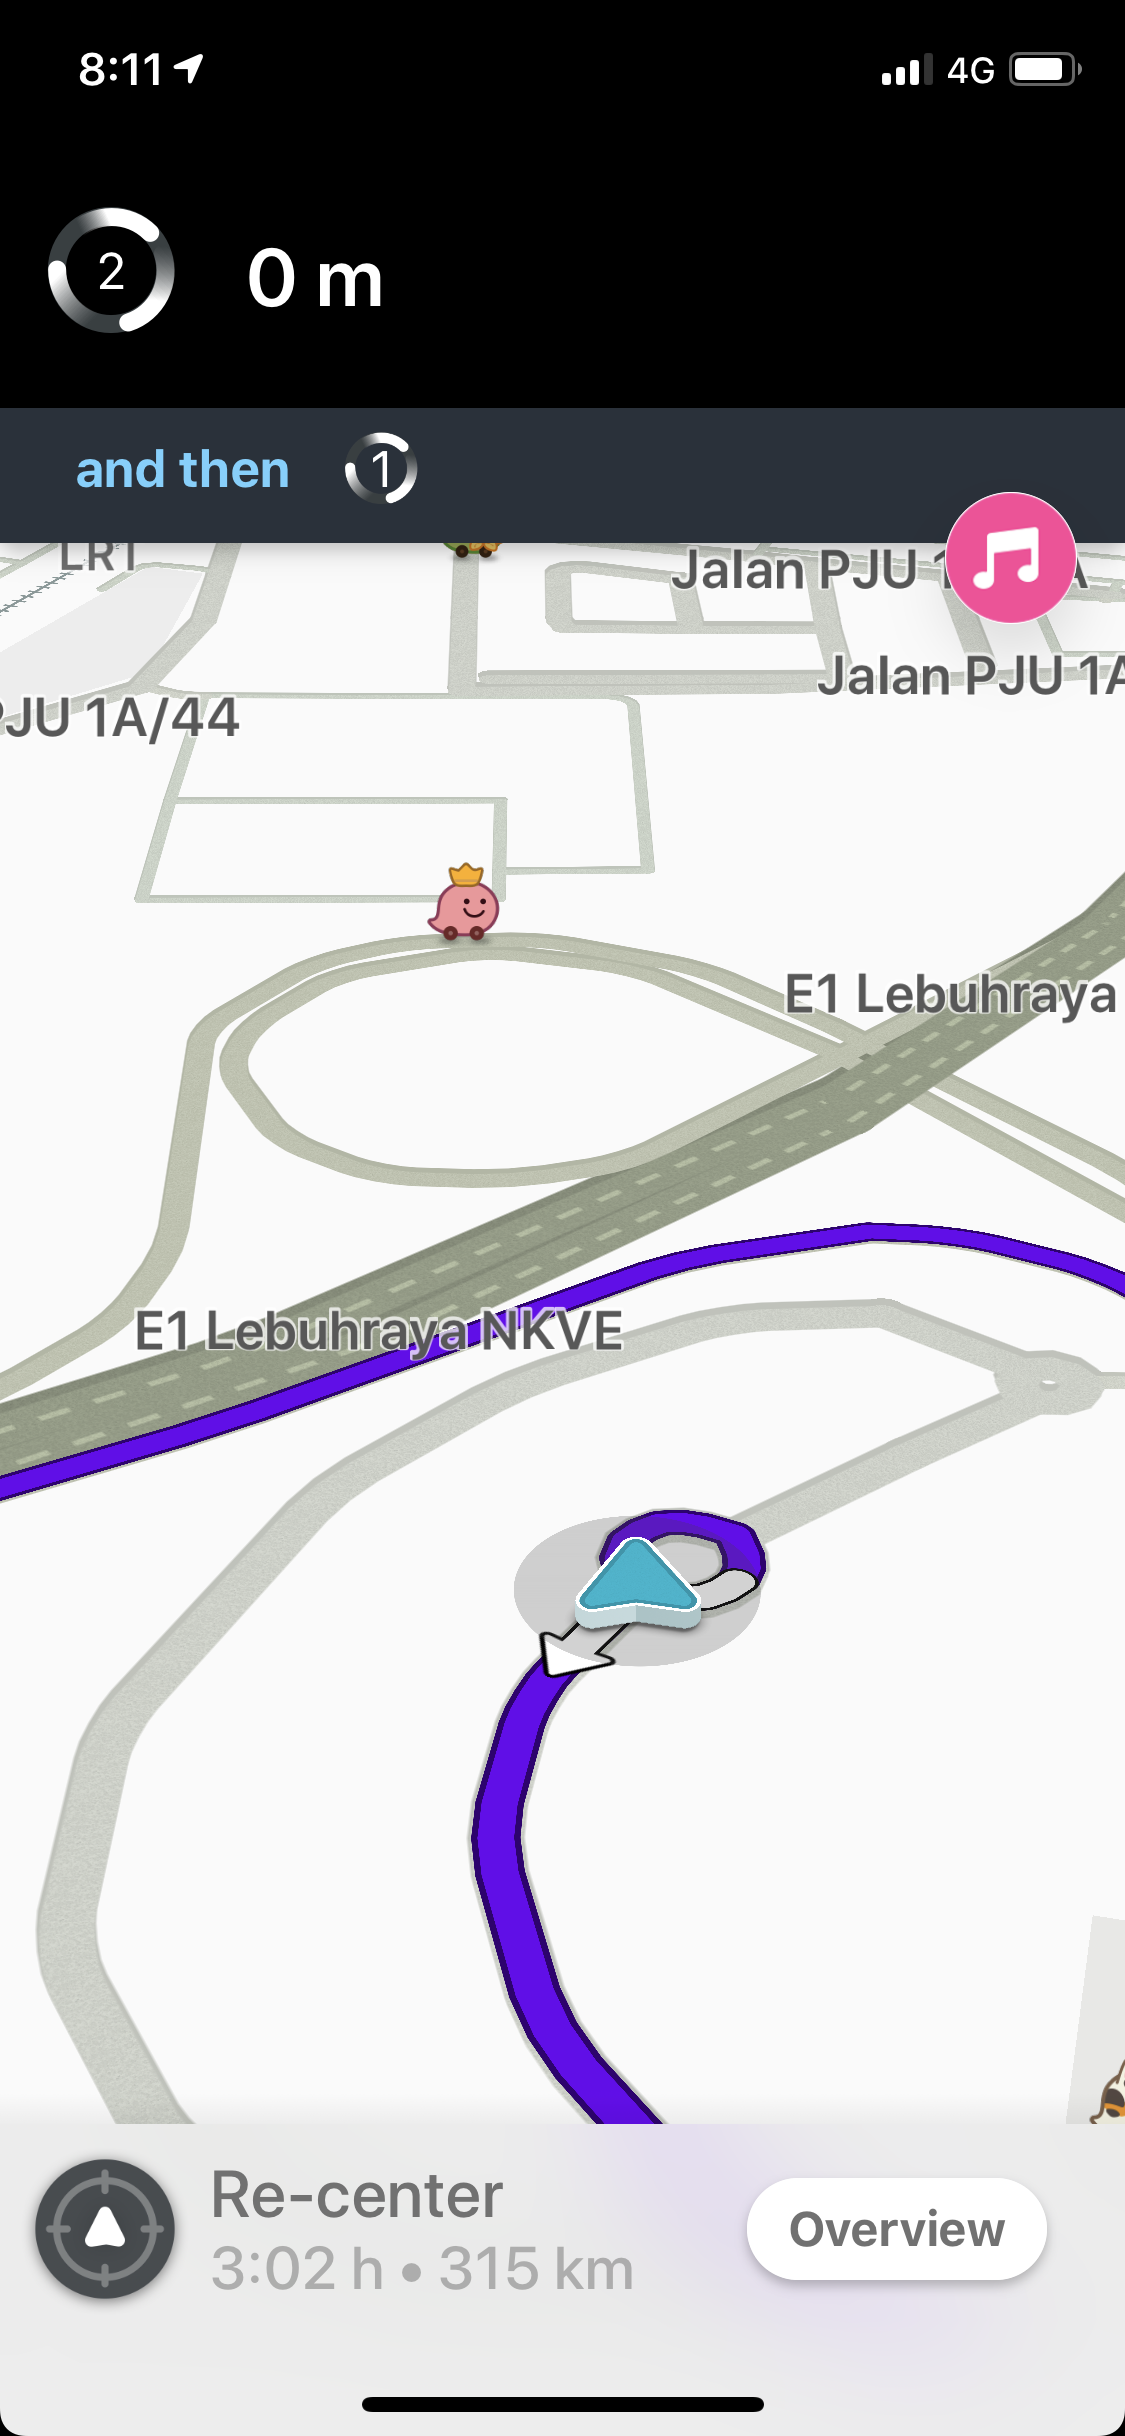 8:11
4G
2
0 m
and then 1
LRT
Jalan PJU
Jalan PJU 1A
PJU 1A/44
E1 Lebuhraya
E1 Lebuhraya NKVE
Re-center
3:02 h • 315 km
Overview